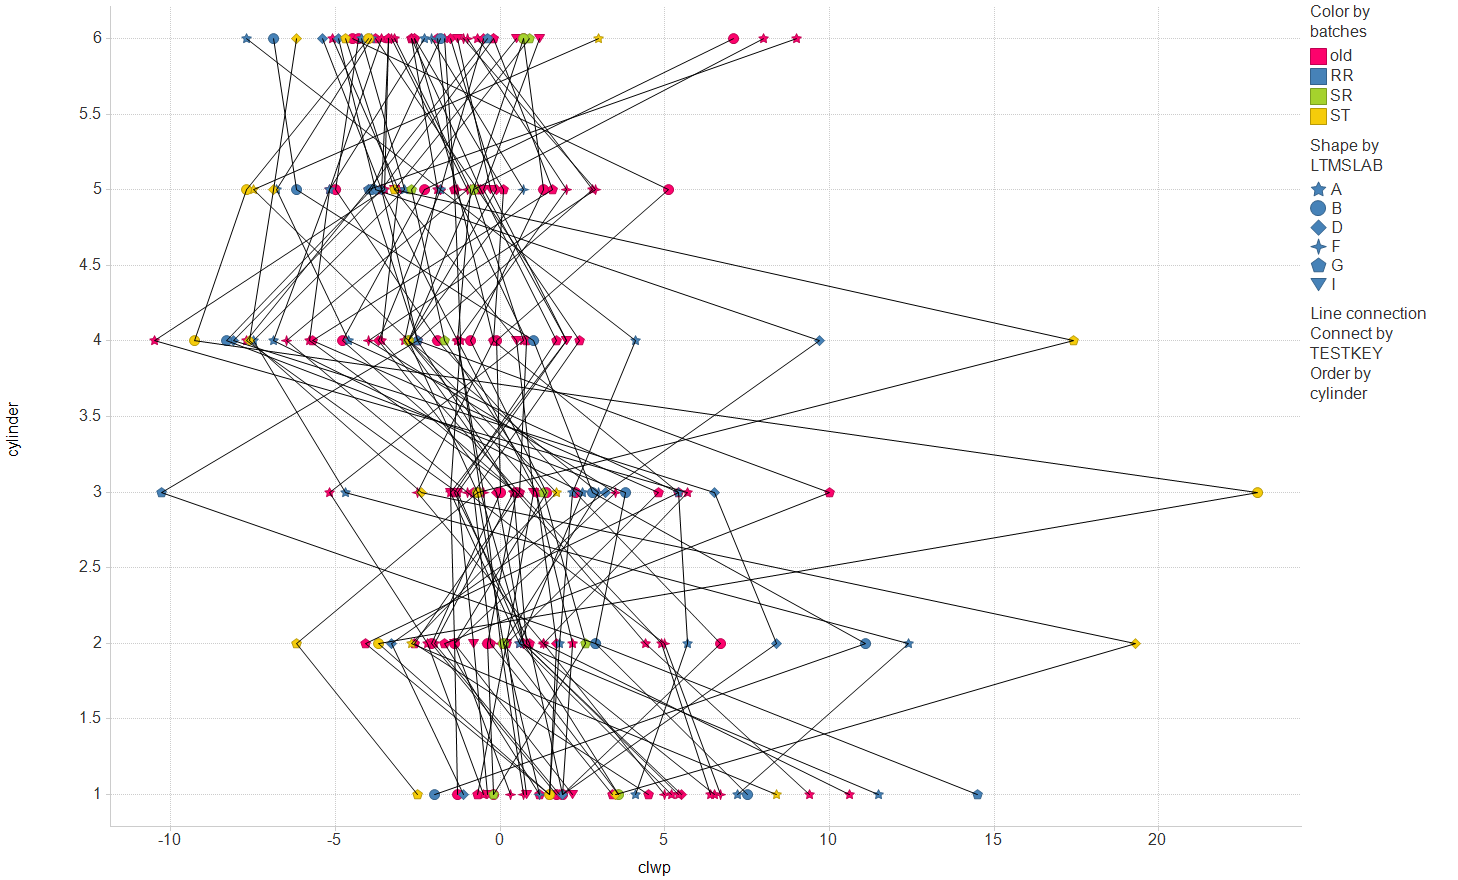 Color by
batches
old
RR
SR
ST
Shape by
LTMSLAB
A
B
D
F
G
I
Line connection
Connect by
TESTKEY
Order by
cylinder
6
5.5
5
4.5
4
3.5
3
2.5
2
1.5
1
cylinder
-10
-5
0
5
10
15
20
clwp